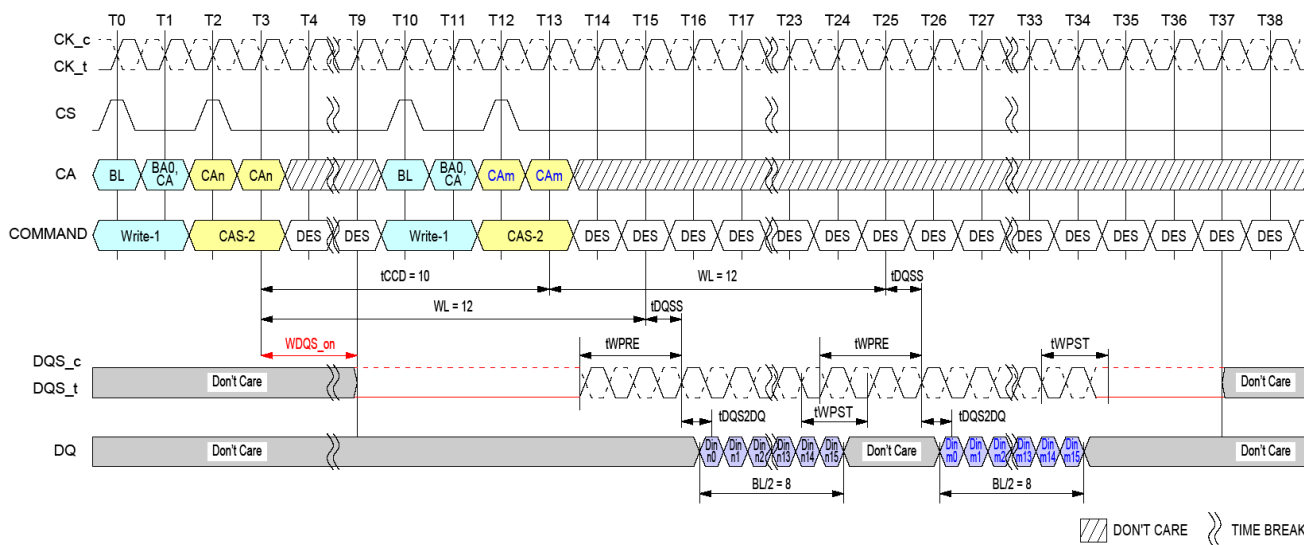 T0 T1 T2 T3 T4 T9 T10 T11 T12 T13 T14 T15 T16 T17 T23 T24 T25 T26 T27 T33 T34 T35 T36 T37 T38
CK_c
CK_t
CS
CA BL BA0, CA CAn CAn BL BA0, CA CAm CAm
COMMAND Write-1 CAS-2 DES DES Write-1 CAS-2 DES DES DES DES DES DES DES DES DES DES DES DES DES DES DES
tCCD = 10 WL = 12 tDQSS
WL = 12 tDQSS
WDQS_on tWPRE tWPRE tWPST
DQS_c
DQS_t Don't Care Don't Care
tDQS2DQ tWPST tDQS2DQ
DQ Don't Care Din n0 Din n1 Din n2 Din n13 Din n14 Din n15 Don't Care Din m0 Din m1 Din m2 Din m13 Din m14 Din m15 Don't Care
BL/2 = 8 BL/2 = 8
DON'T CARE TIME BREAK